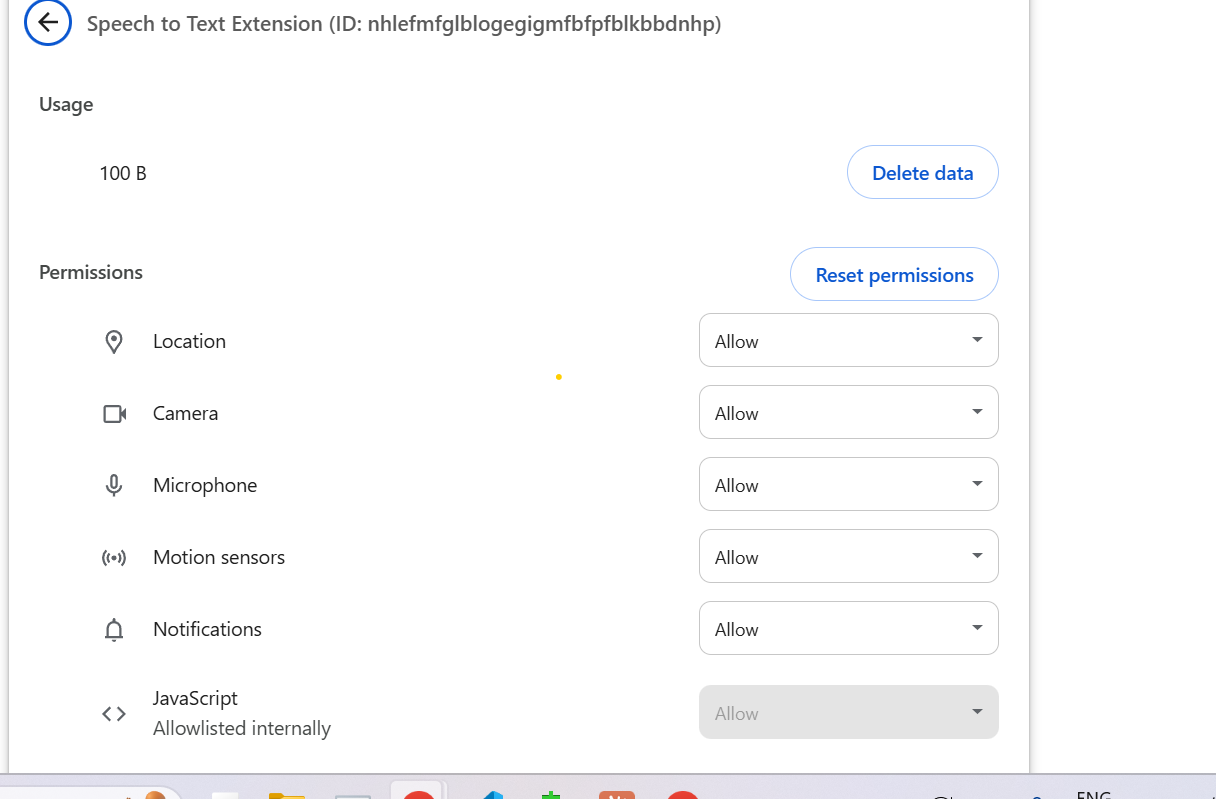 Speech to Text Extension (ID: nhlefmfglblogegigmfbfpfblkbbdnhp)
Usage
100 B
Delete data
Permissions
Reset permissions
Location
Allow
Camera
Allow
Microphone
Allow
Motion sensors
Allow
Notifications
Allow
JavaScript
Allowlisted internally
Allow
ENG